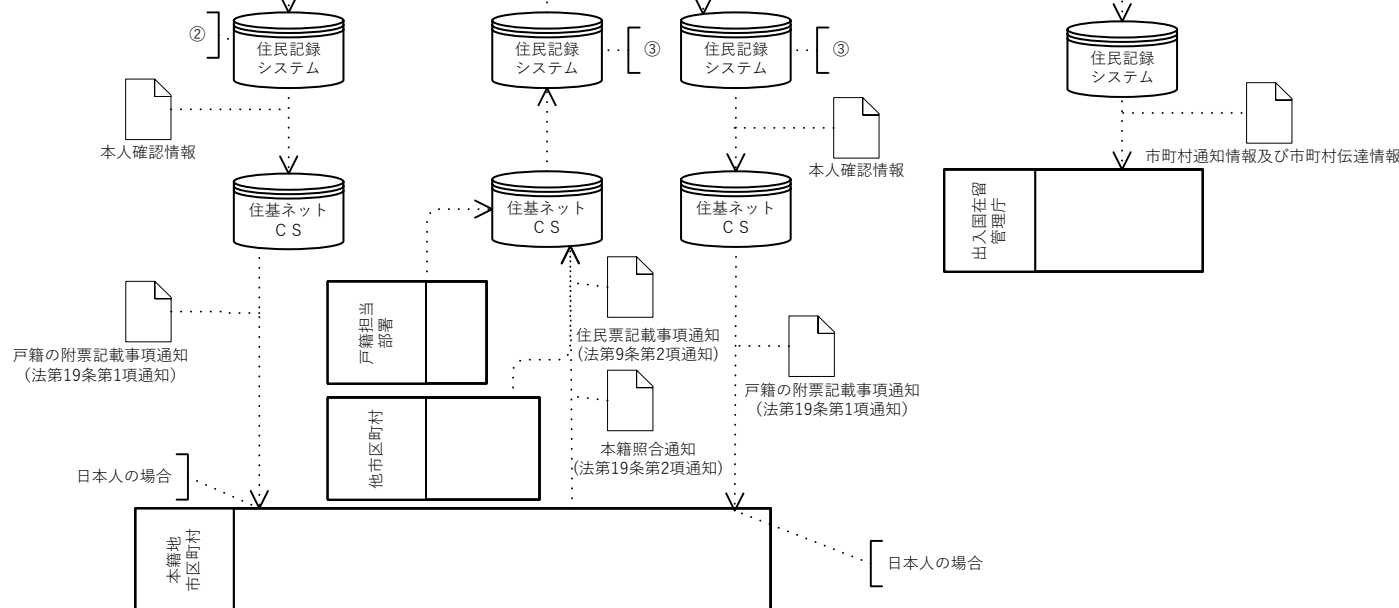 ②
住民記録
システム
住民記録
システム
③
住民記録
システム
③
住民記録
システム
本人確認情報
本人確認情報
市町村通知情報及び市町村伝達情報
住基ネット
ＣＳ
住基ネット
ＣＳ
住基ネット
ＣＳ
出入国在留
管理庁
戸籍の附票記載事項通知
(法第19条第1項通知)
戸籍担当
部署
住民票記載事項通知
(法第9条第2項通知)
戸籍の附票記載事項通知
(法第19条第1項通知)
他市区町村
本籍照合通知
(法第19条第2項通知)
日本人の場合
本籍地
市区町村
日本人の場合